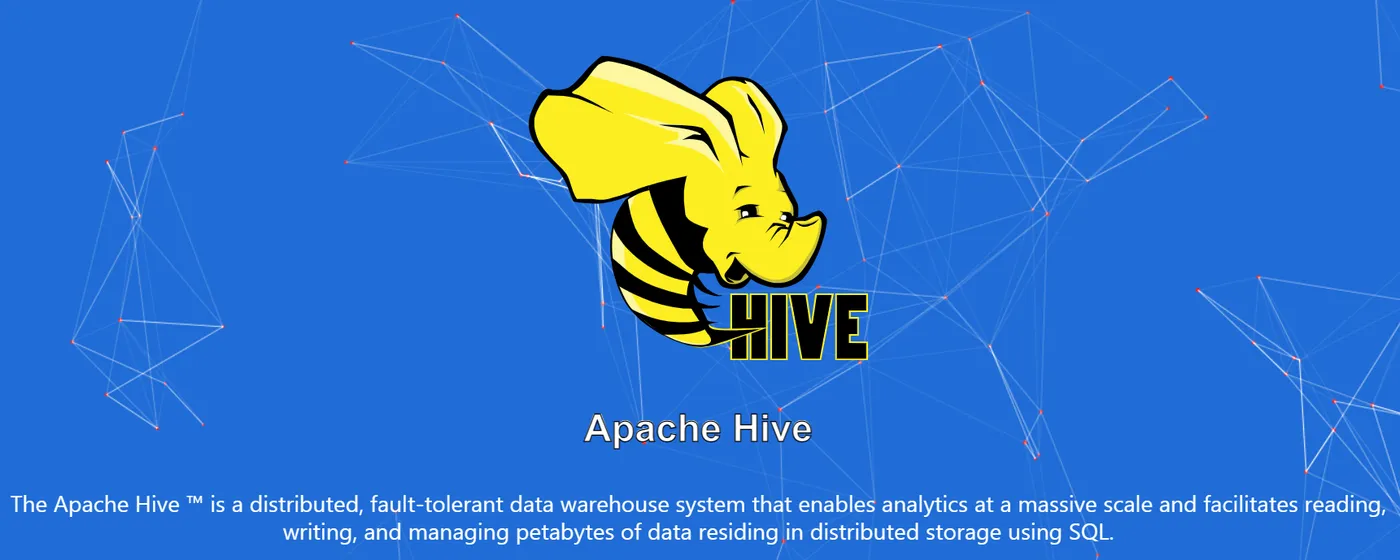 HIVE
Apache Hive
The Apache Hive ™ is a distributed, fault-tolerant data warehouse system that enables analytics at a massive scale and facilitates reading,
writing, and managing petabytes of data residing in distributed storage using SQL.